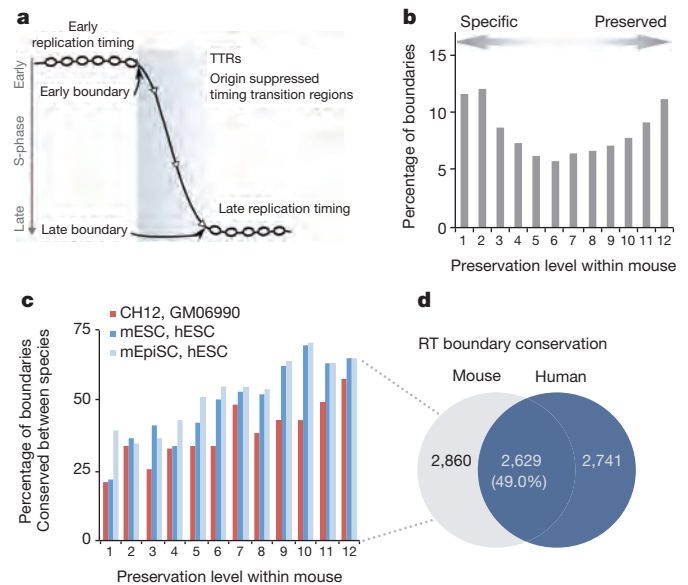 a
Early
replication timing
Early
S-phase
Late
Early boundary
TTRs
Origin suppressed
timing transition regions
Late replication timing
Late boundary
b
Specific
Preserved
Percentage of boundaries
15
10
5
0
1 2 3 4 5 6 7 8 9 10 11 12
Preservation level within mouse
c
CH12, GM06990
mESC, hESC
mEpiSC, hESC
Percentage of boundaries
Conserved between species
75
50
25
0
1 2 3 4 5 6 7 8 9 10 11 12
Preservation level within mouse
d
RT boundary conservation
Mouse
Human
2,860
2,629
(49.0%)
2,741